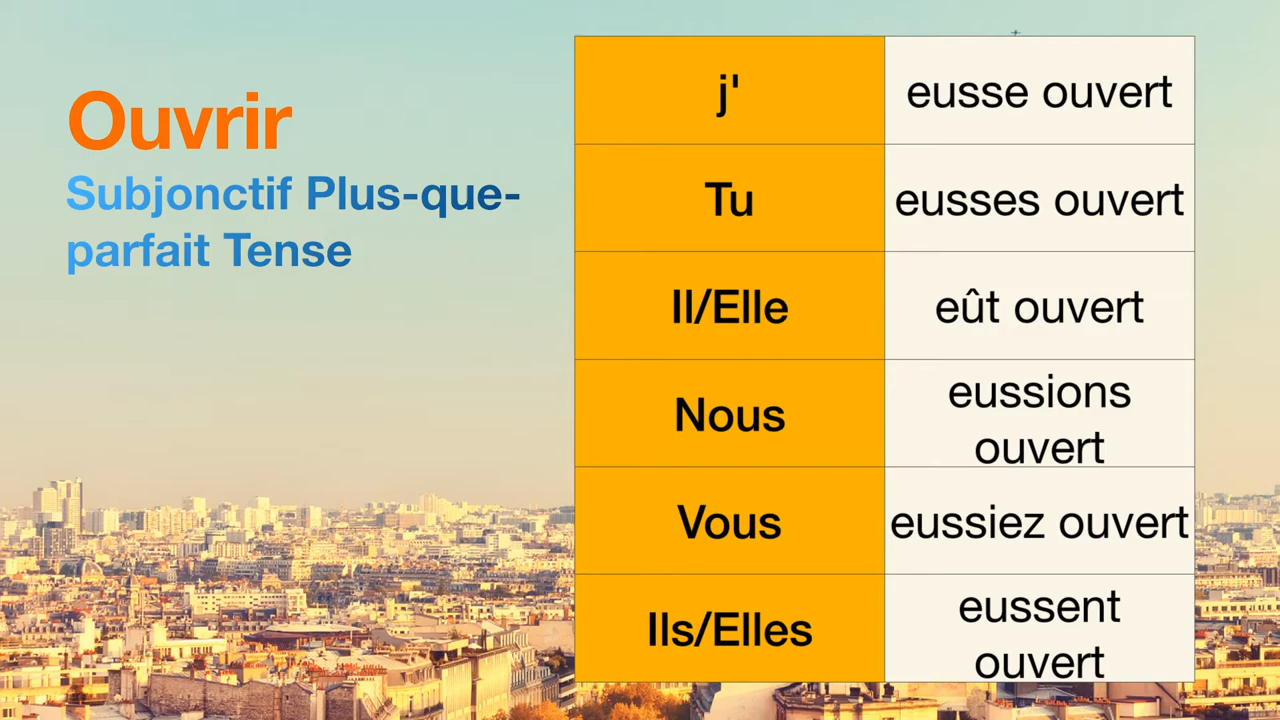 Ouvrir
Subjonctif Plus-que-
parfait Tense
j' eusse ouvert
Tu eusses ouvert
Il/Elle eût ouvert
Nous eussions
ouvert
Vous eussiez ouvert
Ils/Elles eussent
ouvert